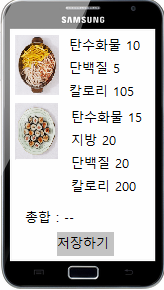 SAMSUNG
탄수화물 10
단백질 5
칼로리 105
탄수화물 15
지방 20
단백질 20
칼로리 200
총합 : --
저장하기